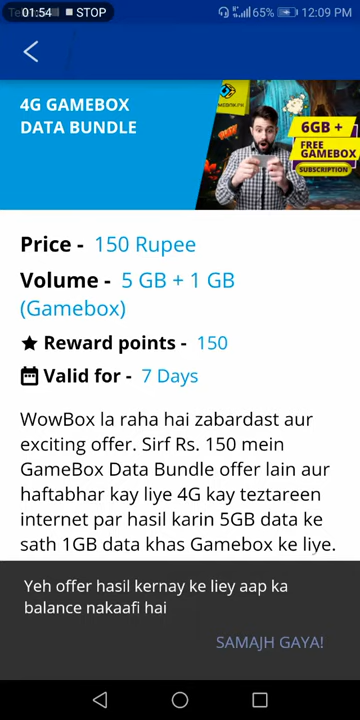 01:54 STOP 65% 12:09 PM
4G GAMEBOX
DATA BUNDLE
6GB +
FREE
GAMEBOX
SUBSCRIPTION
Price - 150 Rupee
Volume - 5 GB + 1 GB
(Gamebox)
Reward points - 150
Valid for - 7 Days
WowBox la raha hai zabardast aur
exciting offer. Sirf Rs. 150 mein
GameBox Data Bundle offer lain aur
haftabhar kay liye 4G kay teztareen
internet par hasil karin 5GB data ke
sath 1GB data khas Gamebox ke liye.
Yeh offer hasil kernay ke liey aap ka
balance nakaafi hai
SAMAJH GAYA!